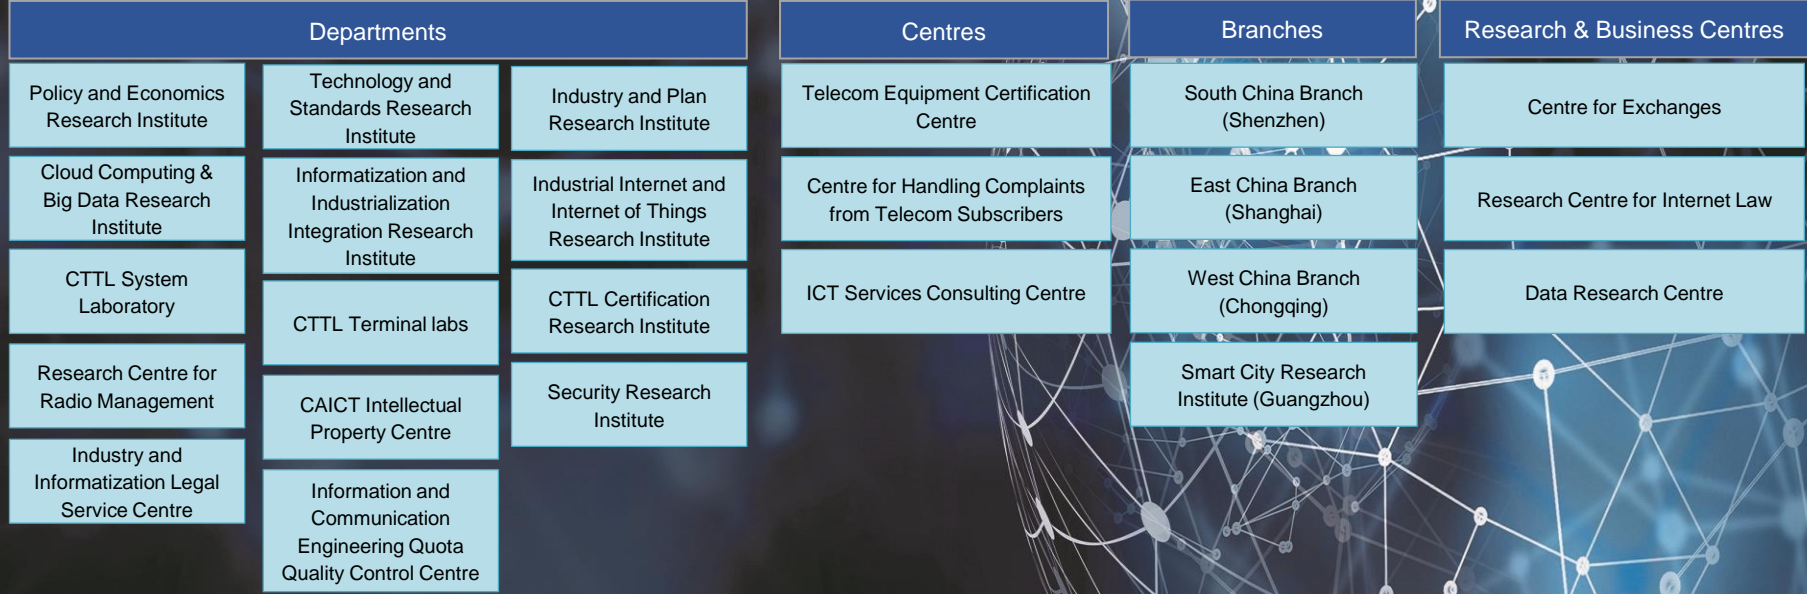 Departments
Policy and Economics
Research Institute
Cloud Computing &
Big Data Research
Institute
CTTL System
Laboratory
Research Centre for
Radio Management
Industry and
Informatization Legal
Service Centre
Technology and
Standards Research
Institute
Informatization and
Industrialization
Integration Research
Institute
CTTL Terminal labs
CAICT Intellectual
Property Centre
Information and
Communication
Engineering Quota
Quality Control Centre
Industry and Plan
Research Institute
Industrial Internet and
Internet of Things
Research Institute
CTTL Certification
Research Institute
Security Research
Institute
Centres
Telecom Equipment Certification
Centre
Centre for Handling Complaints
from Telecom Subscribers
ICT Services Consulting Centre
Branches
South China Branch
(Shenzhen)
East China Branch
(Shanghai)
West China Branch
(Chongqing)
Smart City Research
Institute (Guangzhou)
Research & Business Centres
Centre for Exchanges
Research Centre for Internet Law
Data Research Centre